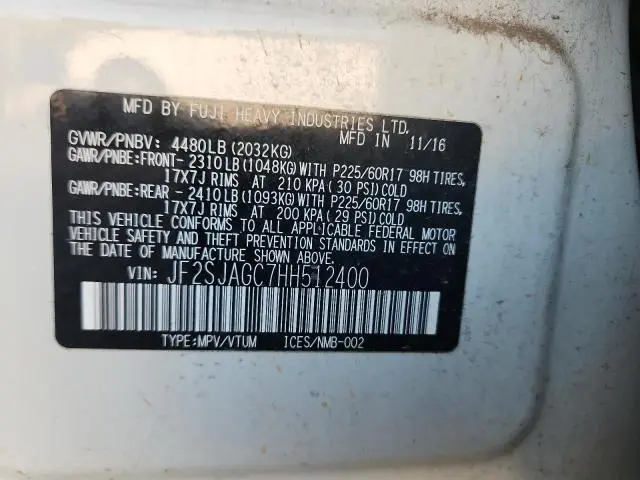 MFD BY FUJI HEAVY INDUSTRIES LTD.
MFD IN 11/16
GVWR/PNBV: 4480LB (2032KG)
GAWR/PNBE:FRONT- 2310LB(1048KG)WITH P225/60R17 98H TIRES,
17X7J RIMS AT 210 KPA ( 30 PSI)COLD
GAWR/PNBE:REAR - 2410LB(1093KG)WITH P225/60R17 98H TIRES,
17X7J RIMS AT 200 KPA ( 29 PSI)COLD
THIS VEHICLE CONFORMS TO ALL APPLICABLE FEDERAL MOTOR
VEHICLE SAFETY AND THEFT PREVENTION STANDARDS IN EFFECT ON
THE DATE OF MANUFACTURE SHOWN ABOVE.
VIN: JF2SJAGC7HH512400
TYPE:MPV/VTUM ICES/NMB-002